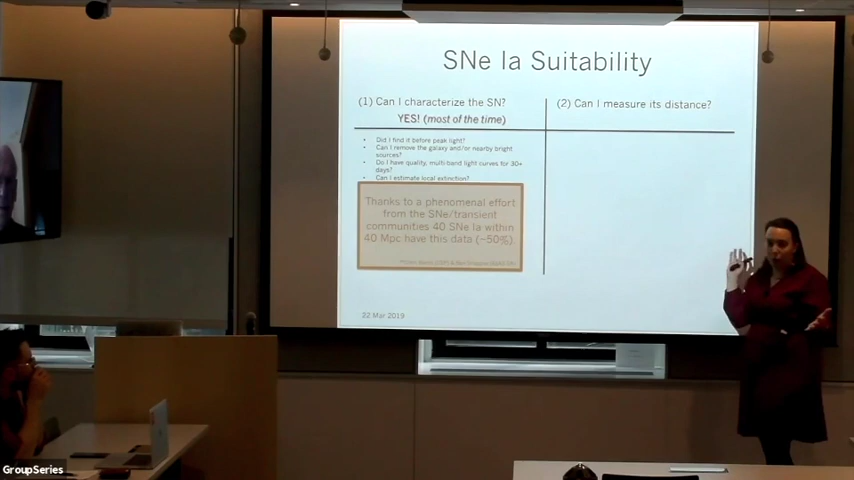 SNe Ia Suitability
(1) Can I characterize the SN?
YES! (most of the time)
(2) Can I measure its distance?
• Did I find it before peak light?
• Can I remove the galaxy and/or nearby bright
sources?
• Do I have quality, multi-band light curves for 30+
days?
• Can I estimate local extinction?
Thanks to a phenomenal effort
from the SNe/transient
communities 40 SNe Ia within
40 Mpc have this data (~50%).
22 Mar 2019
GroupSeries